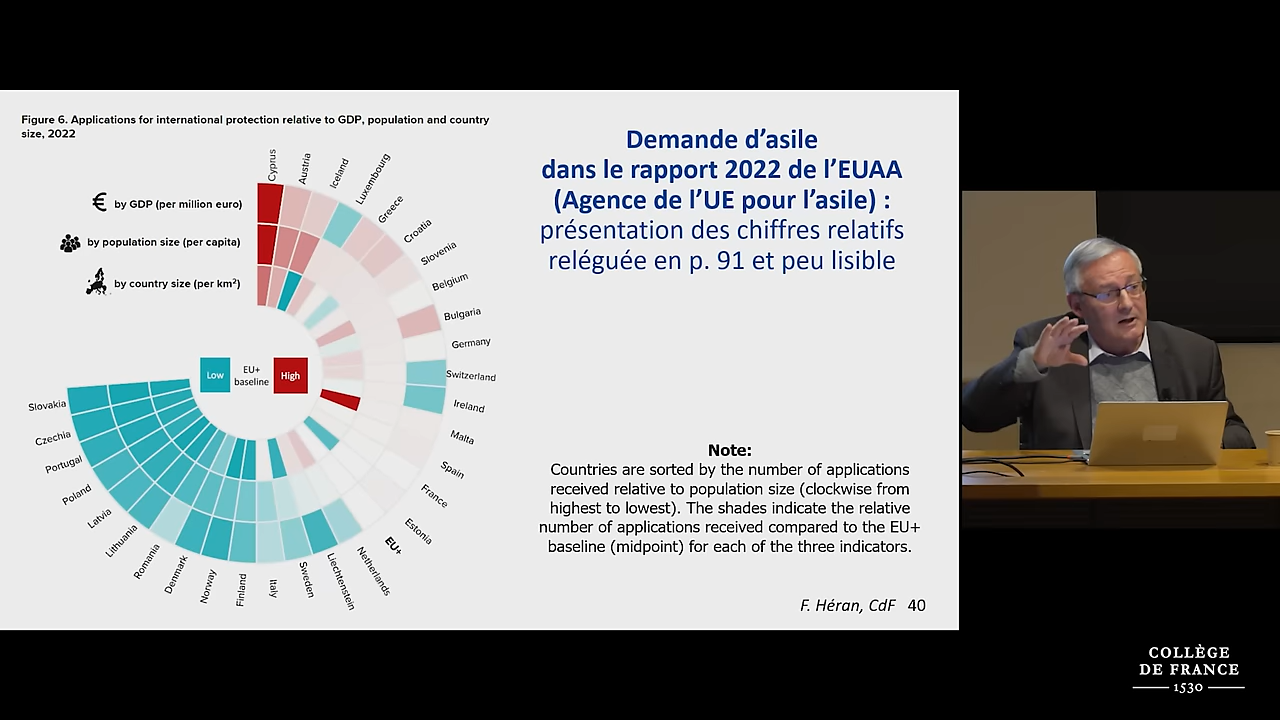 Figure 6. Applications for international protection relative to GDP, population and country
size, 2022
€ by GDP (per million euro)
by population size (per capita)
by country size (per km²)
Cyprus
Austria
Iceland
Luxembourg
Greece
Croatia
Slovenia
Belgium
Bulgaria
Germany
Switzerland
Ireland
Malta
Spain
France
Estonia
EU+
Netherlands
Liechtenstein
Sweden
Italy
Finland
Norway
Denmark
Romania
Lithuania
Latvia
Poland
Portugal
Czechia
Slovakia
Low
EU+
baseline
High
Demande d'asile
dans le rapport 2022 de l'EUAA
(Agence de l'UE pour l'asile) :
présentation des chiffres relatifs
reléguée en p. 91 et peu lisible
Note:
Countries are sorted by the number of applications
received relative to population size (clockwise from
highest to lowest). The shades indicate the relative
number of applications received compared to the EU+
baseline (midpoint) for each of the three indicators.
F. Héran, CdF 40
COLLÈGE
DE FRANCE
1530